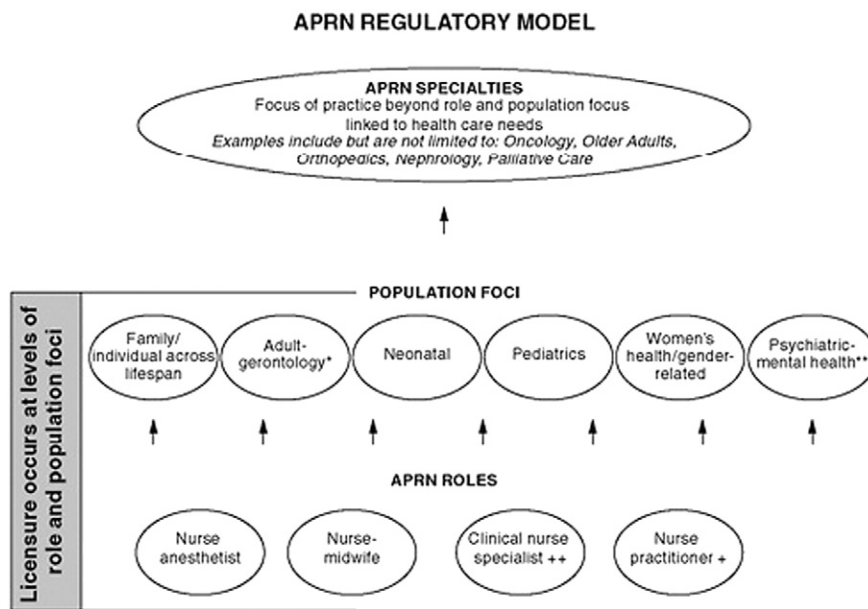 APRN REGULATORY MODEL
APRN SPECIALTIES
Focus of practice beyond role and population focus
linked to health care needs
Examples include but are not limited to: Oncology, Older Adults,
Orthopedics, Nephrology, Palliative Care
POPULATION FOCI
Family/
individual across
lifespan
Adult-
gerontology*
Neonatal
Pediatrics
Women's
health/gender-
related
Psychiatric-
mental health**
APRN ROLES
Nurse
anesthetist
Nurse-
midwife
Clinical nurse
specialist ++
Nurse
practitioner +
Licensure occurs at levels of
role and population foci